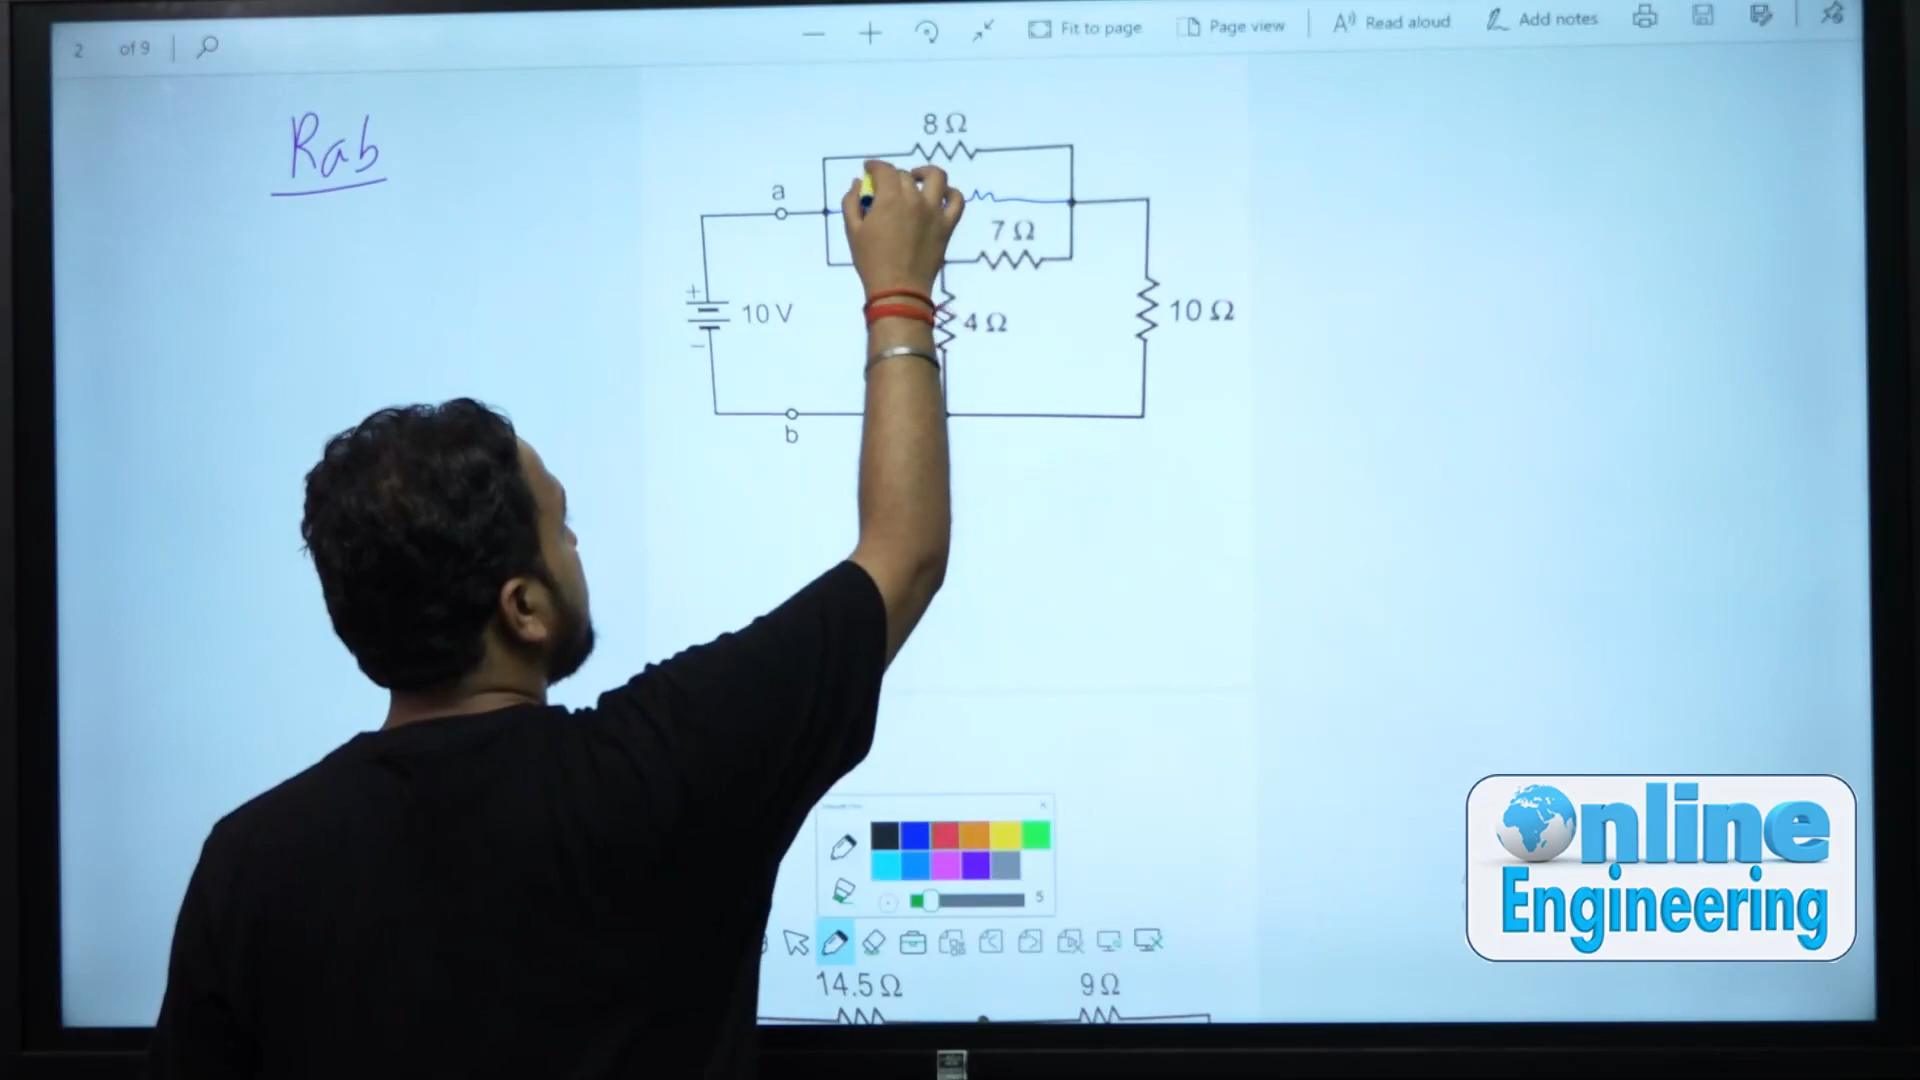 2 of 9
Fit to page
Page view
Read aloud
Add notes
Rab
8 Ω
a
7 Ω
+
10 V
−
4 Ω
10 Ω
b
5
14.5 Ω
9 Ω
Online
Engineering